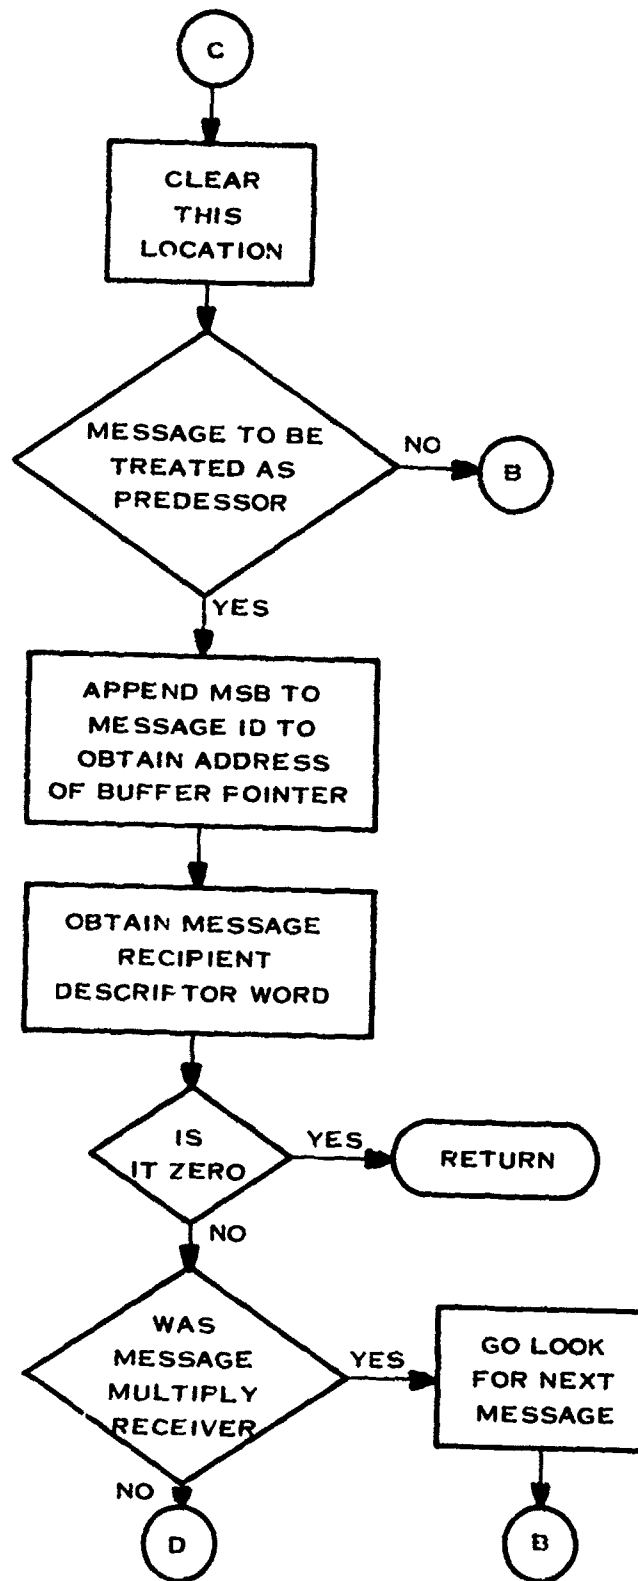 C
CLEAR
THIS
LOCATION
MESSAGE TO BE
TREATED AS
PREDESSOR
NO
B
YES
APPEND MSB TO
MESSAGE ID TO
OBTAIN ADDRESS
OF BUFFER POINTER
OBTAIN MESSAGE
RECIPIENT
DESCRIPTOR WORD
IS
IT ZERO
YES
RETURN
NO
WAS
MESSAGE
MULTIPLY
RECEIVER
YES
GO LOOK
FOR NEXT
MESSAGE
NO
D
B